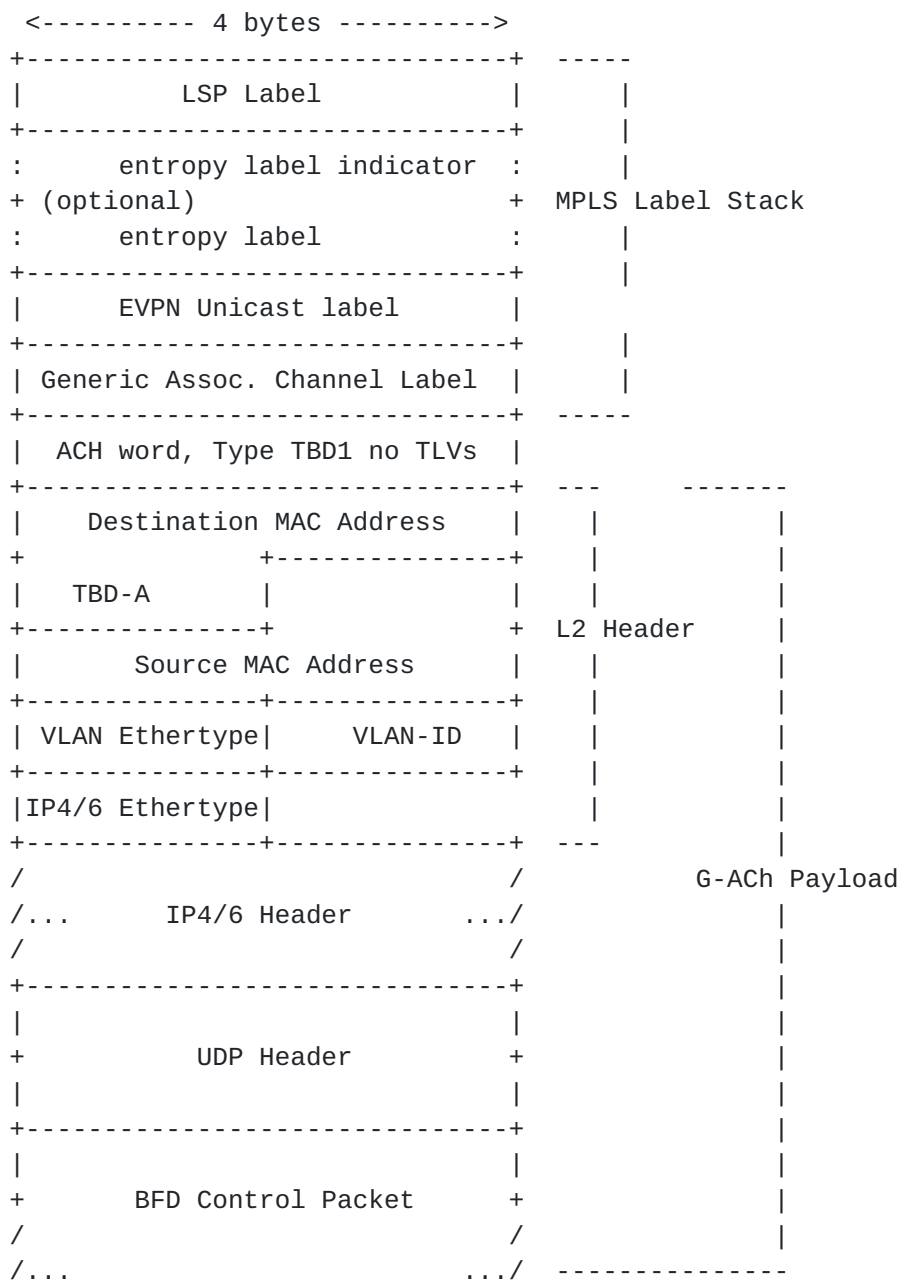 <---------- 4 bytes ---------->
+-------------------------------+  -----
|          LSP Label            |      |
+-------------------------------+      |
:      entropy label indicator  :      |
+ (optional)                    +  MPLS Label Stack
:      entropy label            :      |
+-------------------------------+      |
|      EVPN Unicast label       |
+-------------------------------+      |
| Generic Assoc. Channel Label  |      |
+-------------------------------+  -----
|  ACH word, Type TBD1 no TLVs  |
+-------------------------------+  ---     -------
|    Destination MAC Address    |    |           |
+               +---------------+    |           |
|   TBD-A       |               |    |           |
+---------------+               +  L2 Header     |
|       Source MAC Address      |    |           |
+---------------+---------------+    |           |
| VLAN Ethertype|     VLAN-ID   |    |           |
+---------------+---------------+    |           |
|IP4/6 Ethertype|                    |           |
+---------------+---------------+  ---           |
/                               /           G-ACh Payload
/...      IP4/6 Header       .../                |
/                               /                |
+-------------------------------+                |
|                               |                |
+           UDP Header          +                |
|                               |                |
+-------------------------------+                |
|                               |                |
+       BFD Control Packet      +                |
/                               /                |
/...                         .../  ---------------